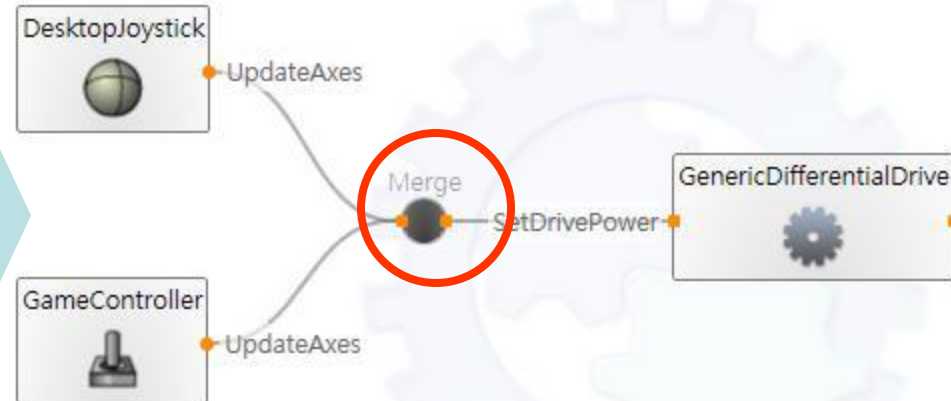 DesktopJoystick
UpdateAxes
Merge
GenericDifferentialDrive
SetDrivePower
GameController
UpdateAxes